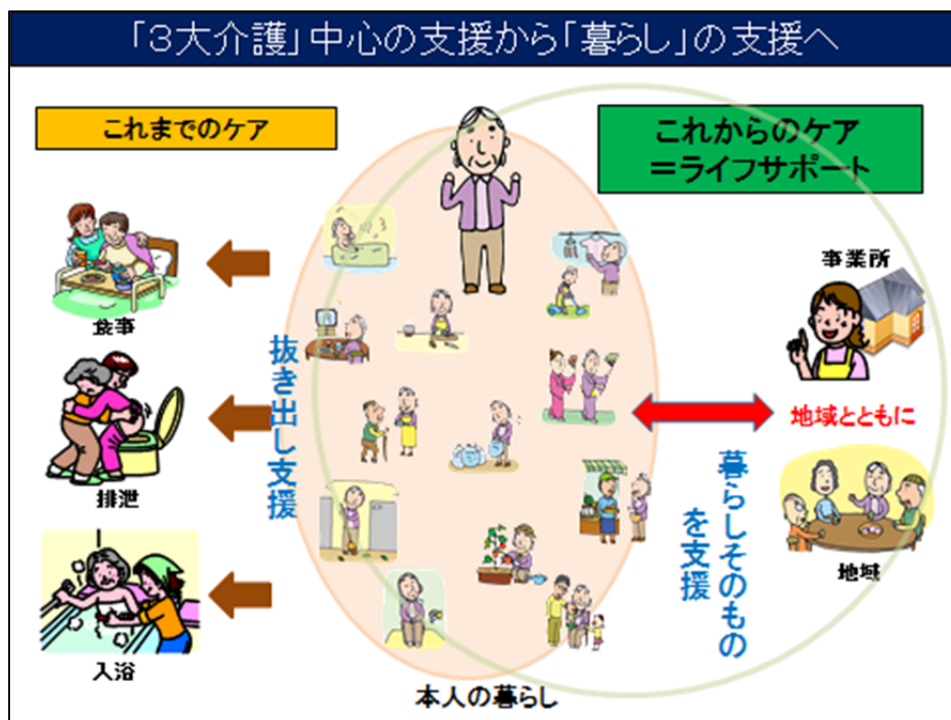 「３大介護」中心の支援から「暮らし」の支援へ
これまでのケア
これからのケア
＝ライフサポート
食事
排泄
入浴
抜き出し支援
本人の暮らし
事業所
地域とともに
地域
暮らしそのもの
を支援